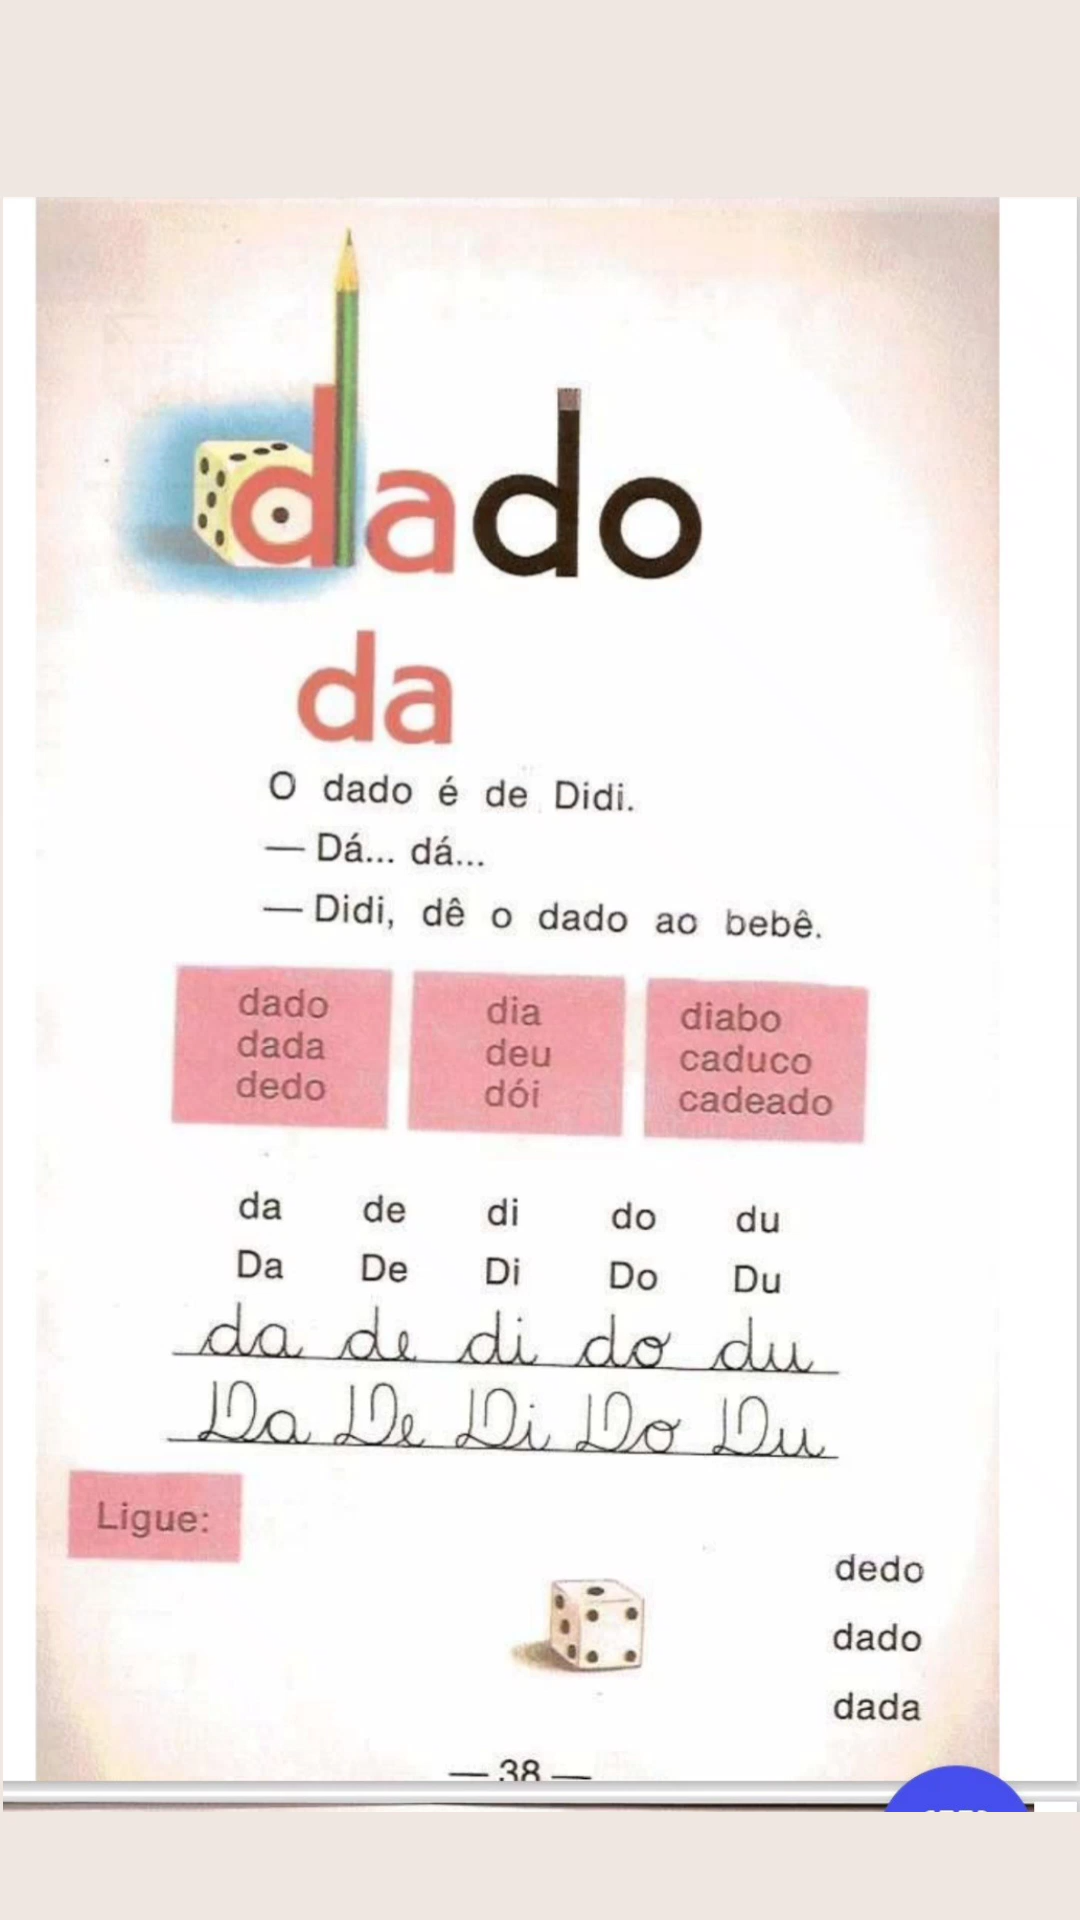 dado
da
O dado é de Didi.
— Dá... dá...
— Didi, dê o dado ao bebê.
dado
dada
dedo
dia
deu
dói
diabo
caduco
cadeado
da de di do du
Da De Di Do Du
da de di do du
Da De Di Do Du
Ligue:
dedo
dado
dada
— 38 —